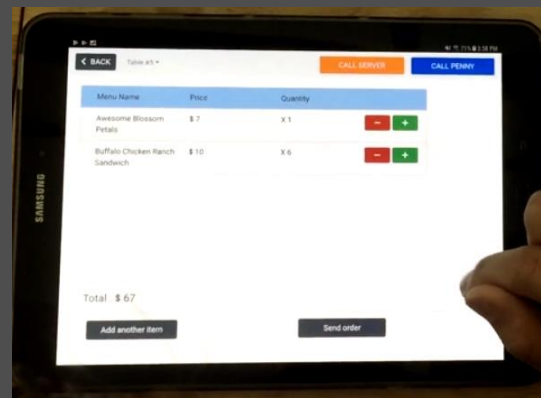 < BACK
Table #5
CALL SERVER
CALL PENNY
Menu Name Price Quantity
Awesome Blossom $ 7 X 1 − +
Petals
Buffalo Chicken Ranch $ 10 X 6 − +
Sandwich
SAMSUNG
Total $ 67
Add another item
Send order